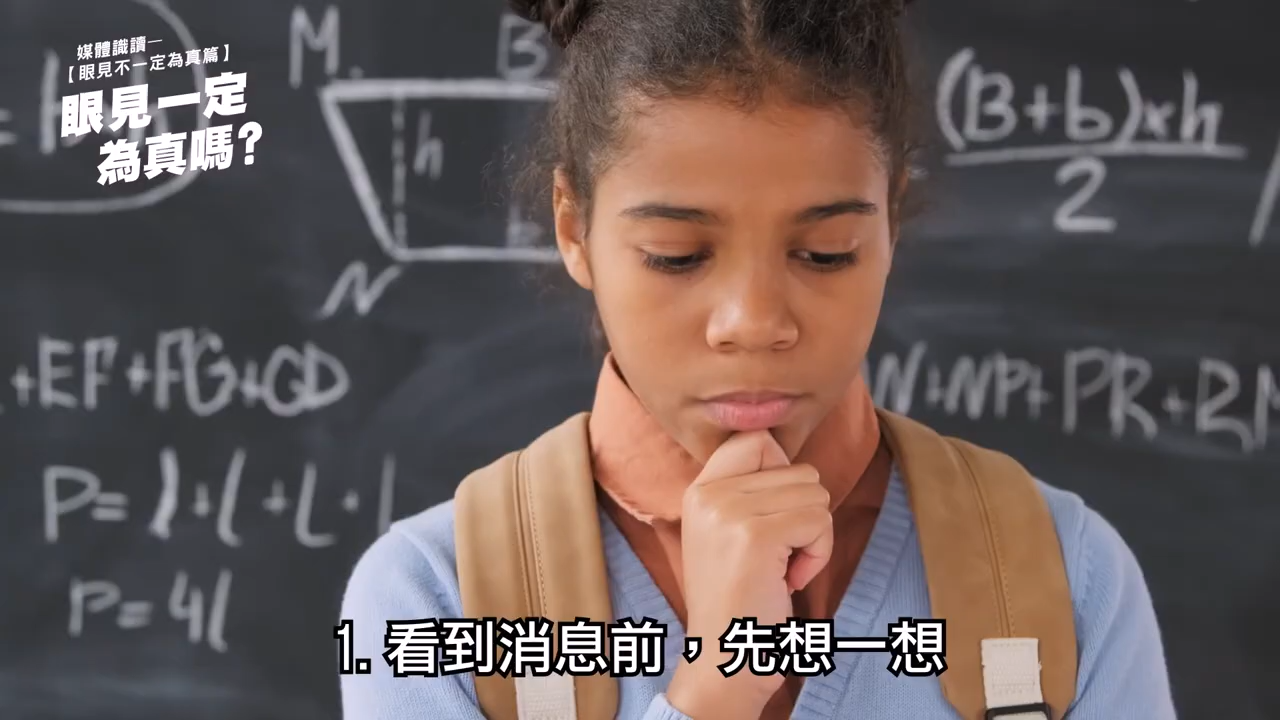 媒體識讀—
【眼見不一定為真篇】
眼見一定
為真嗎?
M
B
h
(B+b)×h
2
N
+EF+FG+GD
N+NP+PR+RM
P=l+l+l+l
P=4l
1. 看到消息前，先想一想